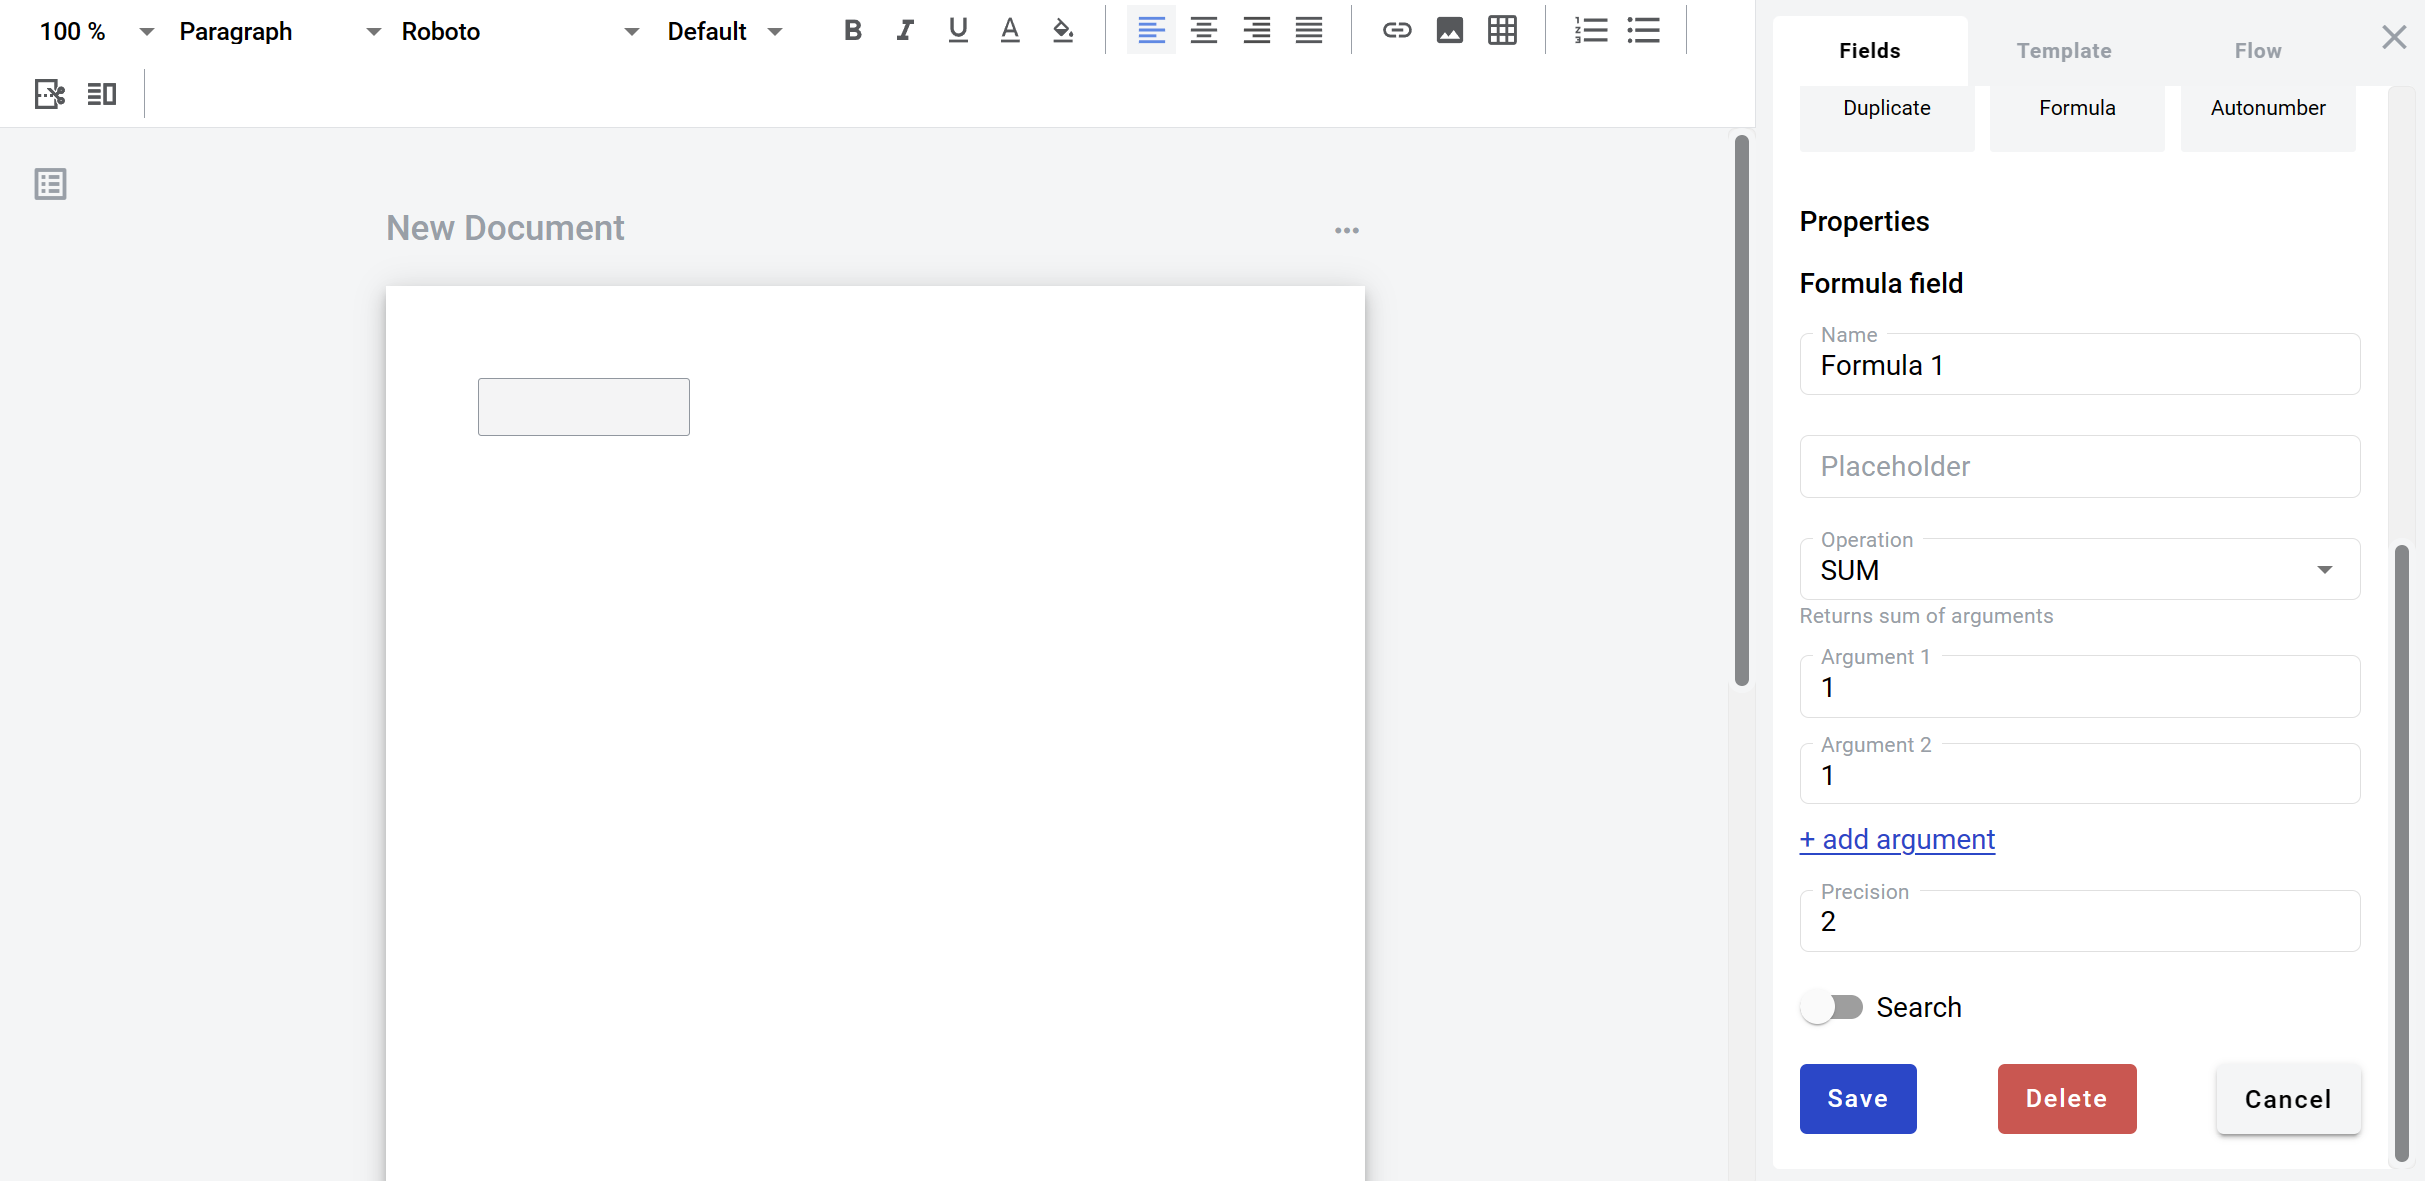 100 % Paragraph Roboto Default
New Document
Fields Template Flow
Duplicate Formula Autonumber
Properties
Formula field
Name
Formula 1
Placeholder
Operation
SUM
Returns sum of arguments
Argument 1
1
Argument 2
1
+ add argument
Precision
2
Search
Save Delete Cancel